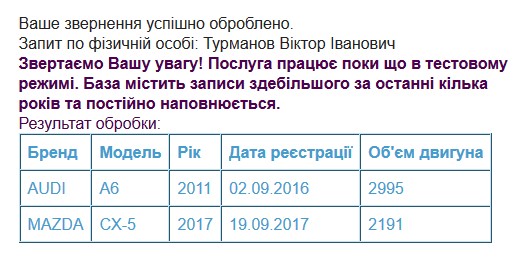 Ваше звернення успішно оброблено.
Запит по фізичній особі: Турманов Віктор Іванович
Звертаємо Вашу увагу! Послуга працює поки що в тестовому
режимі. База містить записи здебільшого за останні кілька
років та постійно наповнюється.
Результат обробки:
Бренд Модель Рік Дата реєстрації Об'єм двигуна
AUDI A6 2011 02.09.2016 2995
MAZDA CX-5 2017 19.09.2017 2191